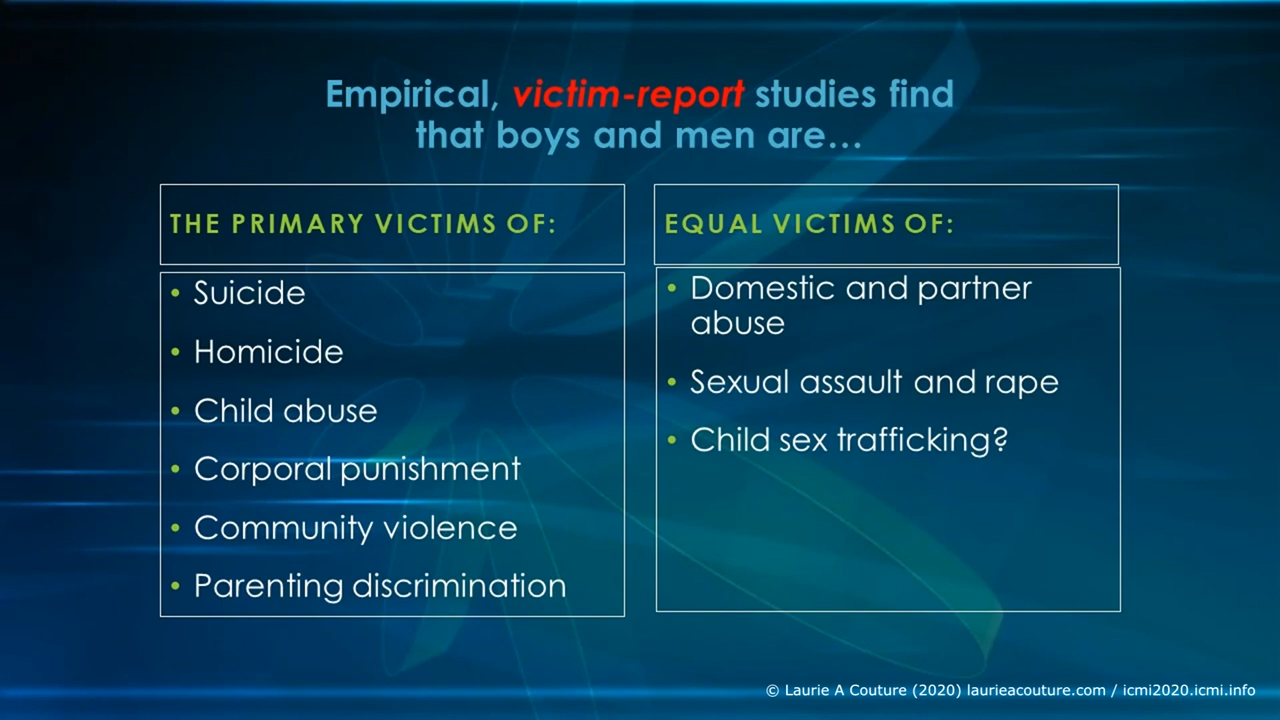 Empirical, victim-report studies find
that boys and men are…
THE PRIMARY VICTIMS OF:
• Suicide
• Homicide
• Child abuse
• Corporal punishment
• Community violence
• Parenting discrimination
EQUAL VICTIMS OF:
• Domestic and partner
abuse
• Sexual assault and rape
• Child sex trafficking?
© Laurie A Couture (2020) laurieacouture.com / icmi2020.icmi.info